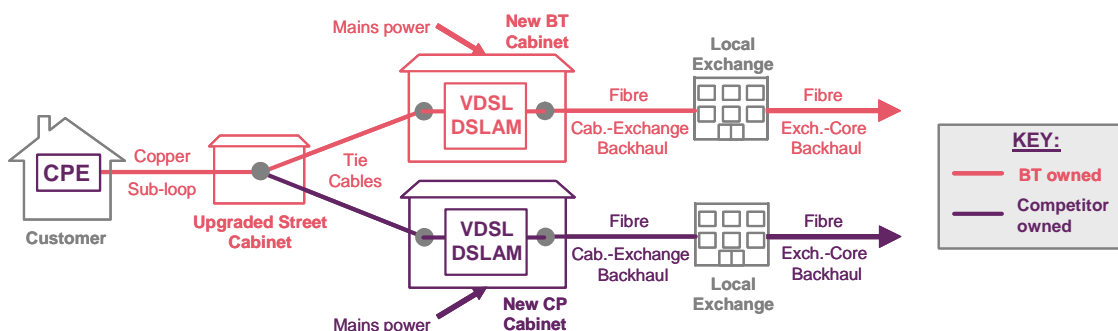 Mains power
New BT
Cabinet
Local
Exchange
VDSL
DSLAM
Fibre
Cab.-Exchange
Backhaul
Fibre
Exch.-Core
Backhaul
CPE
Copper
Sub-loop
Tie
Cables
Customer
Upgraded Street
Cabinet
VDSL
DSLAM
Fibre
Cab.-Exchange
Backhaul
Fibre
Exch.-Core
Backhaul
Local
Exchange
New CP
Cabinet
Mains power
KEY:
BT owned
Competitor
owned